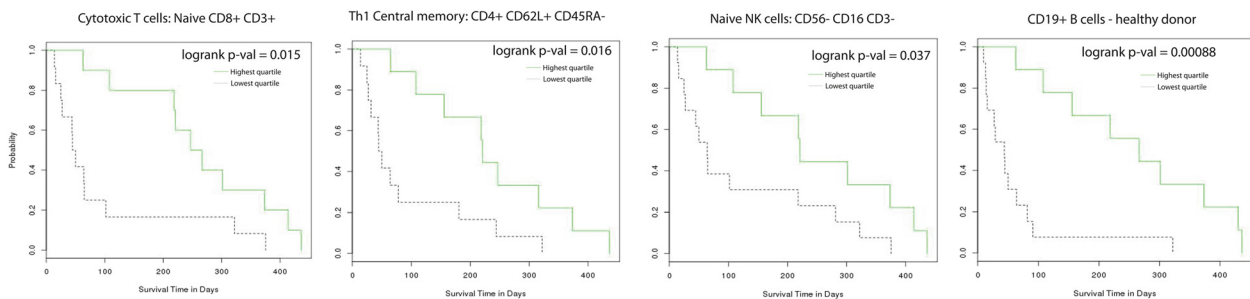 Cytotoxic T cells: Naive CD8+ CD3+
logrank p-val = 0.015
Highest quartile
Lowest quartile
Probability
1.0
0.8
0.6
0.4
0.2
0.0
0 100 200 300 400
Survival Time in Days
Th1 Central memory: CD4+ CD62L+ CD45RA-
logrank p-val = 0.016
Highest quartile
Lowest quartile
1.0
0.8
0.6
0.4
0.2
0.0
0 100 200 300 400
Survival Time in Days
Naive NK cells: CD56- CD16 CD3-
logrank p-val = 0.037
Highest quartile
Lowest quartile
1.0
0.8
0.6
0.4
0.2
0.0
0 100 200 300 400
Survival Time in Days
CD19+ B cells - healthy donor
logrank p-val = 0.00088
Highest quartile
Lowest quartile
1.0
0.8
0.6
0.4
0.2
0.0
0 100 200 300 400
Survival Time in Days